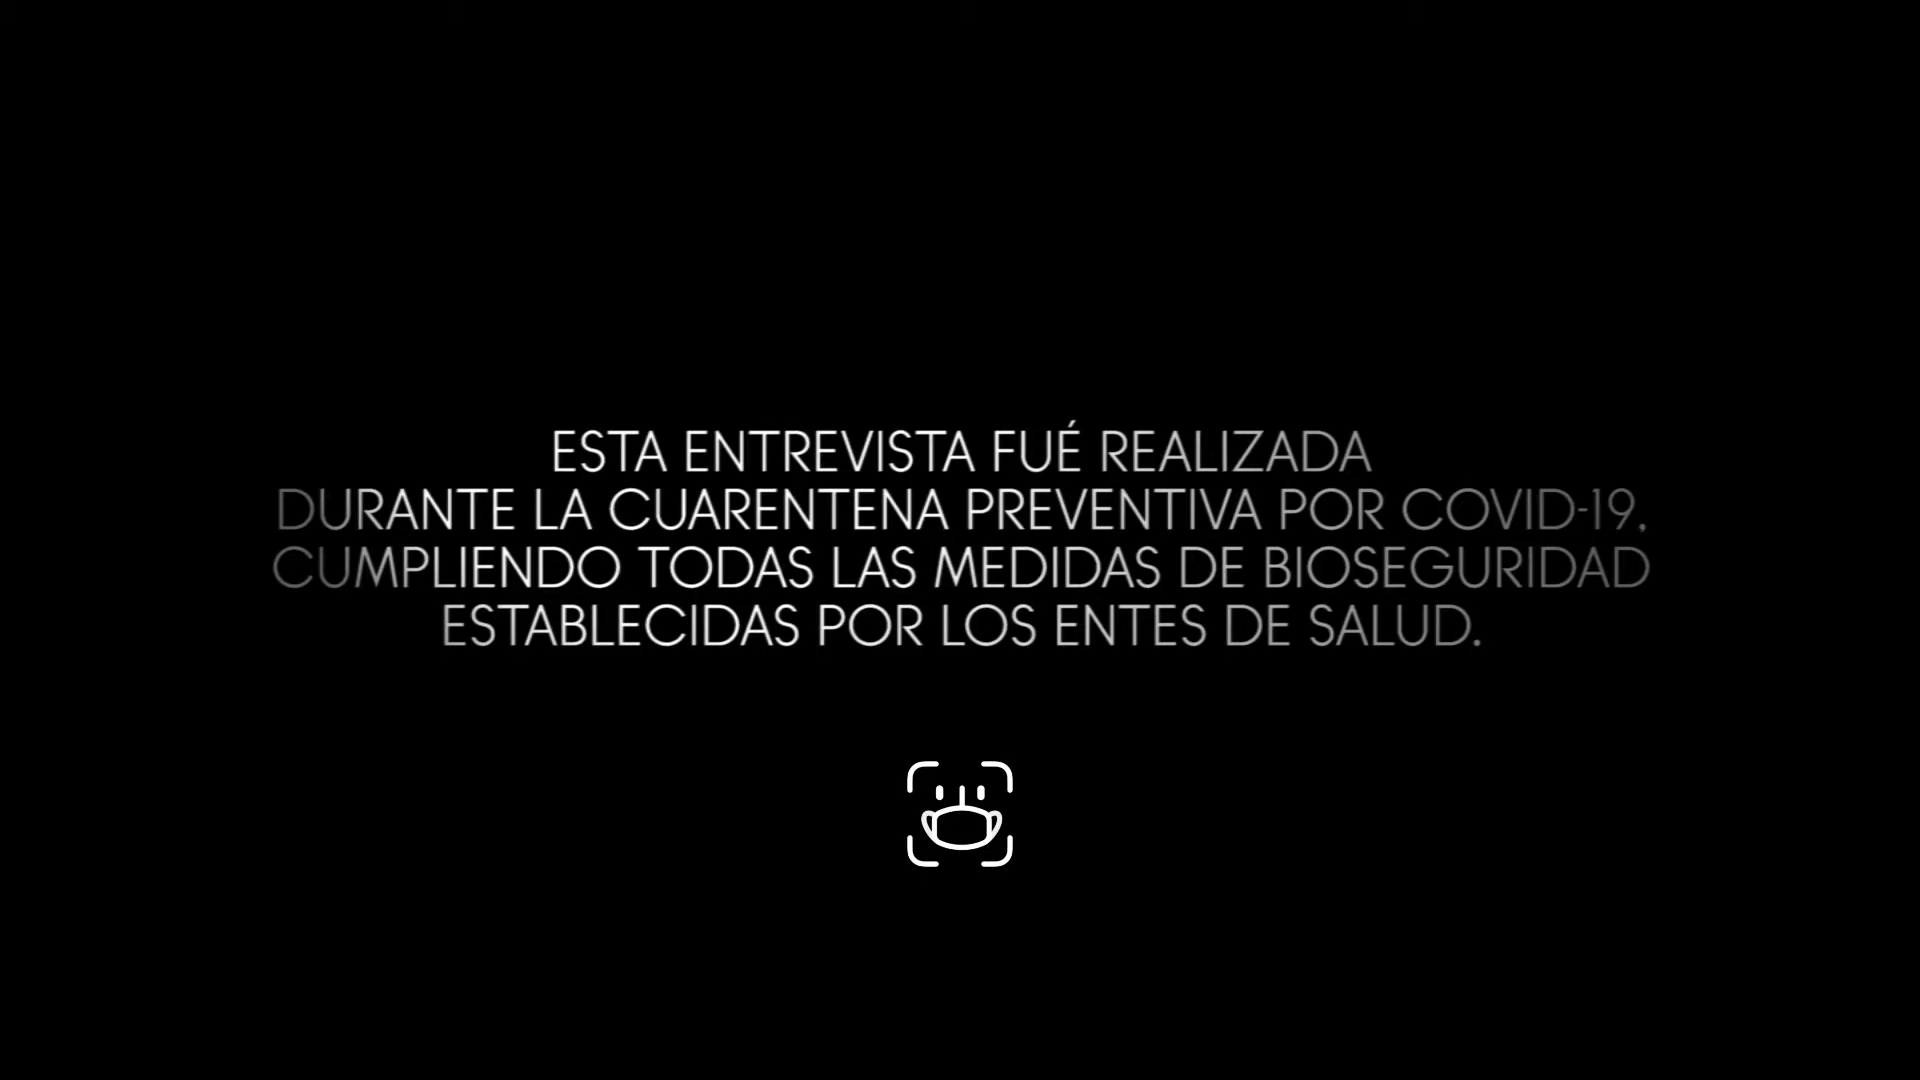 ESTA ENTREVISTA FUÉ REALIZADA
DURANTE LA CUARENTENA PREVENTIVA POR COVID-19,
CUMPLIENDO TODAS LAS MEDIDAS DE BIOSEGURIDAD
ESTABLECIDAS POR LOS ENTES DE SALUD.